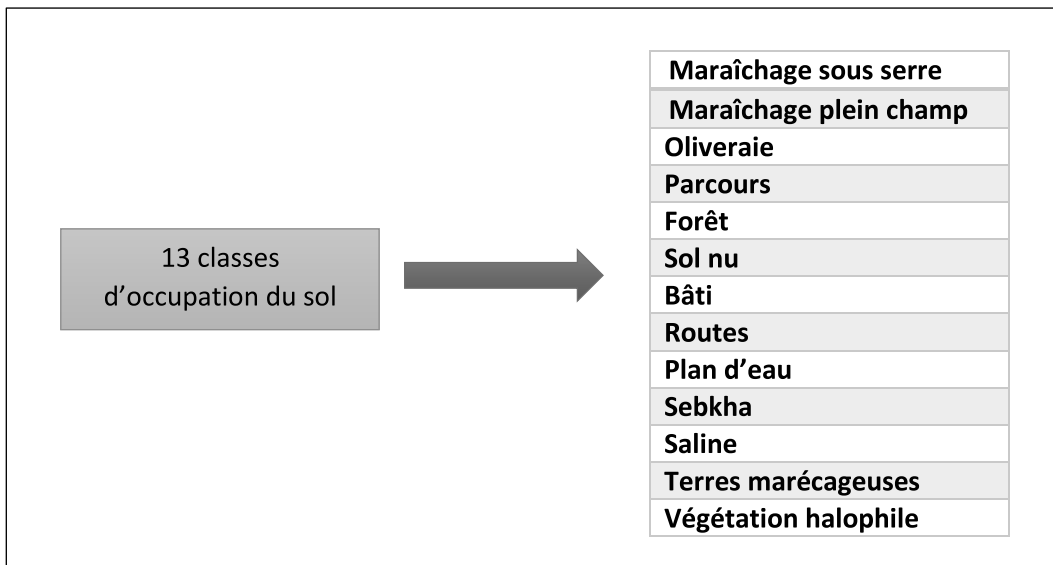 13 classes
d’occupation du sol
Maraîchage sous serre
Maraîchage plein champ
Oliveraie
Parcours
Forêt
Sol nu
Bâti
Routes
Plan d’eau
Sebkha
Saline
Terres marécageuses
Végétation halophile